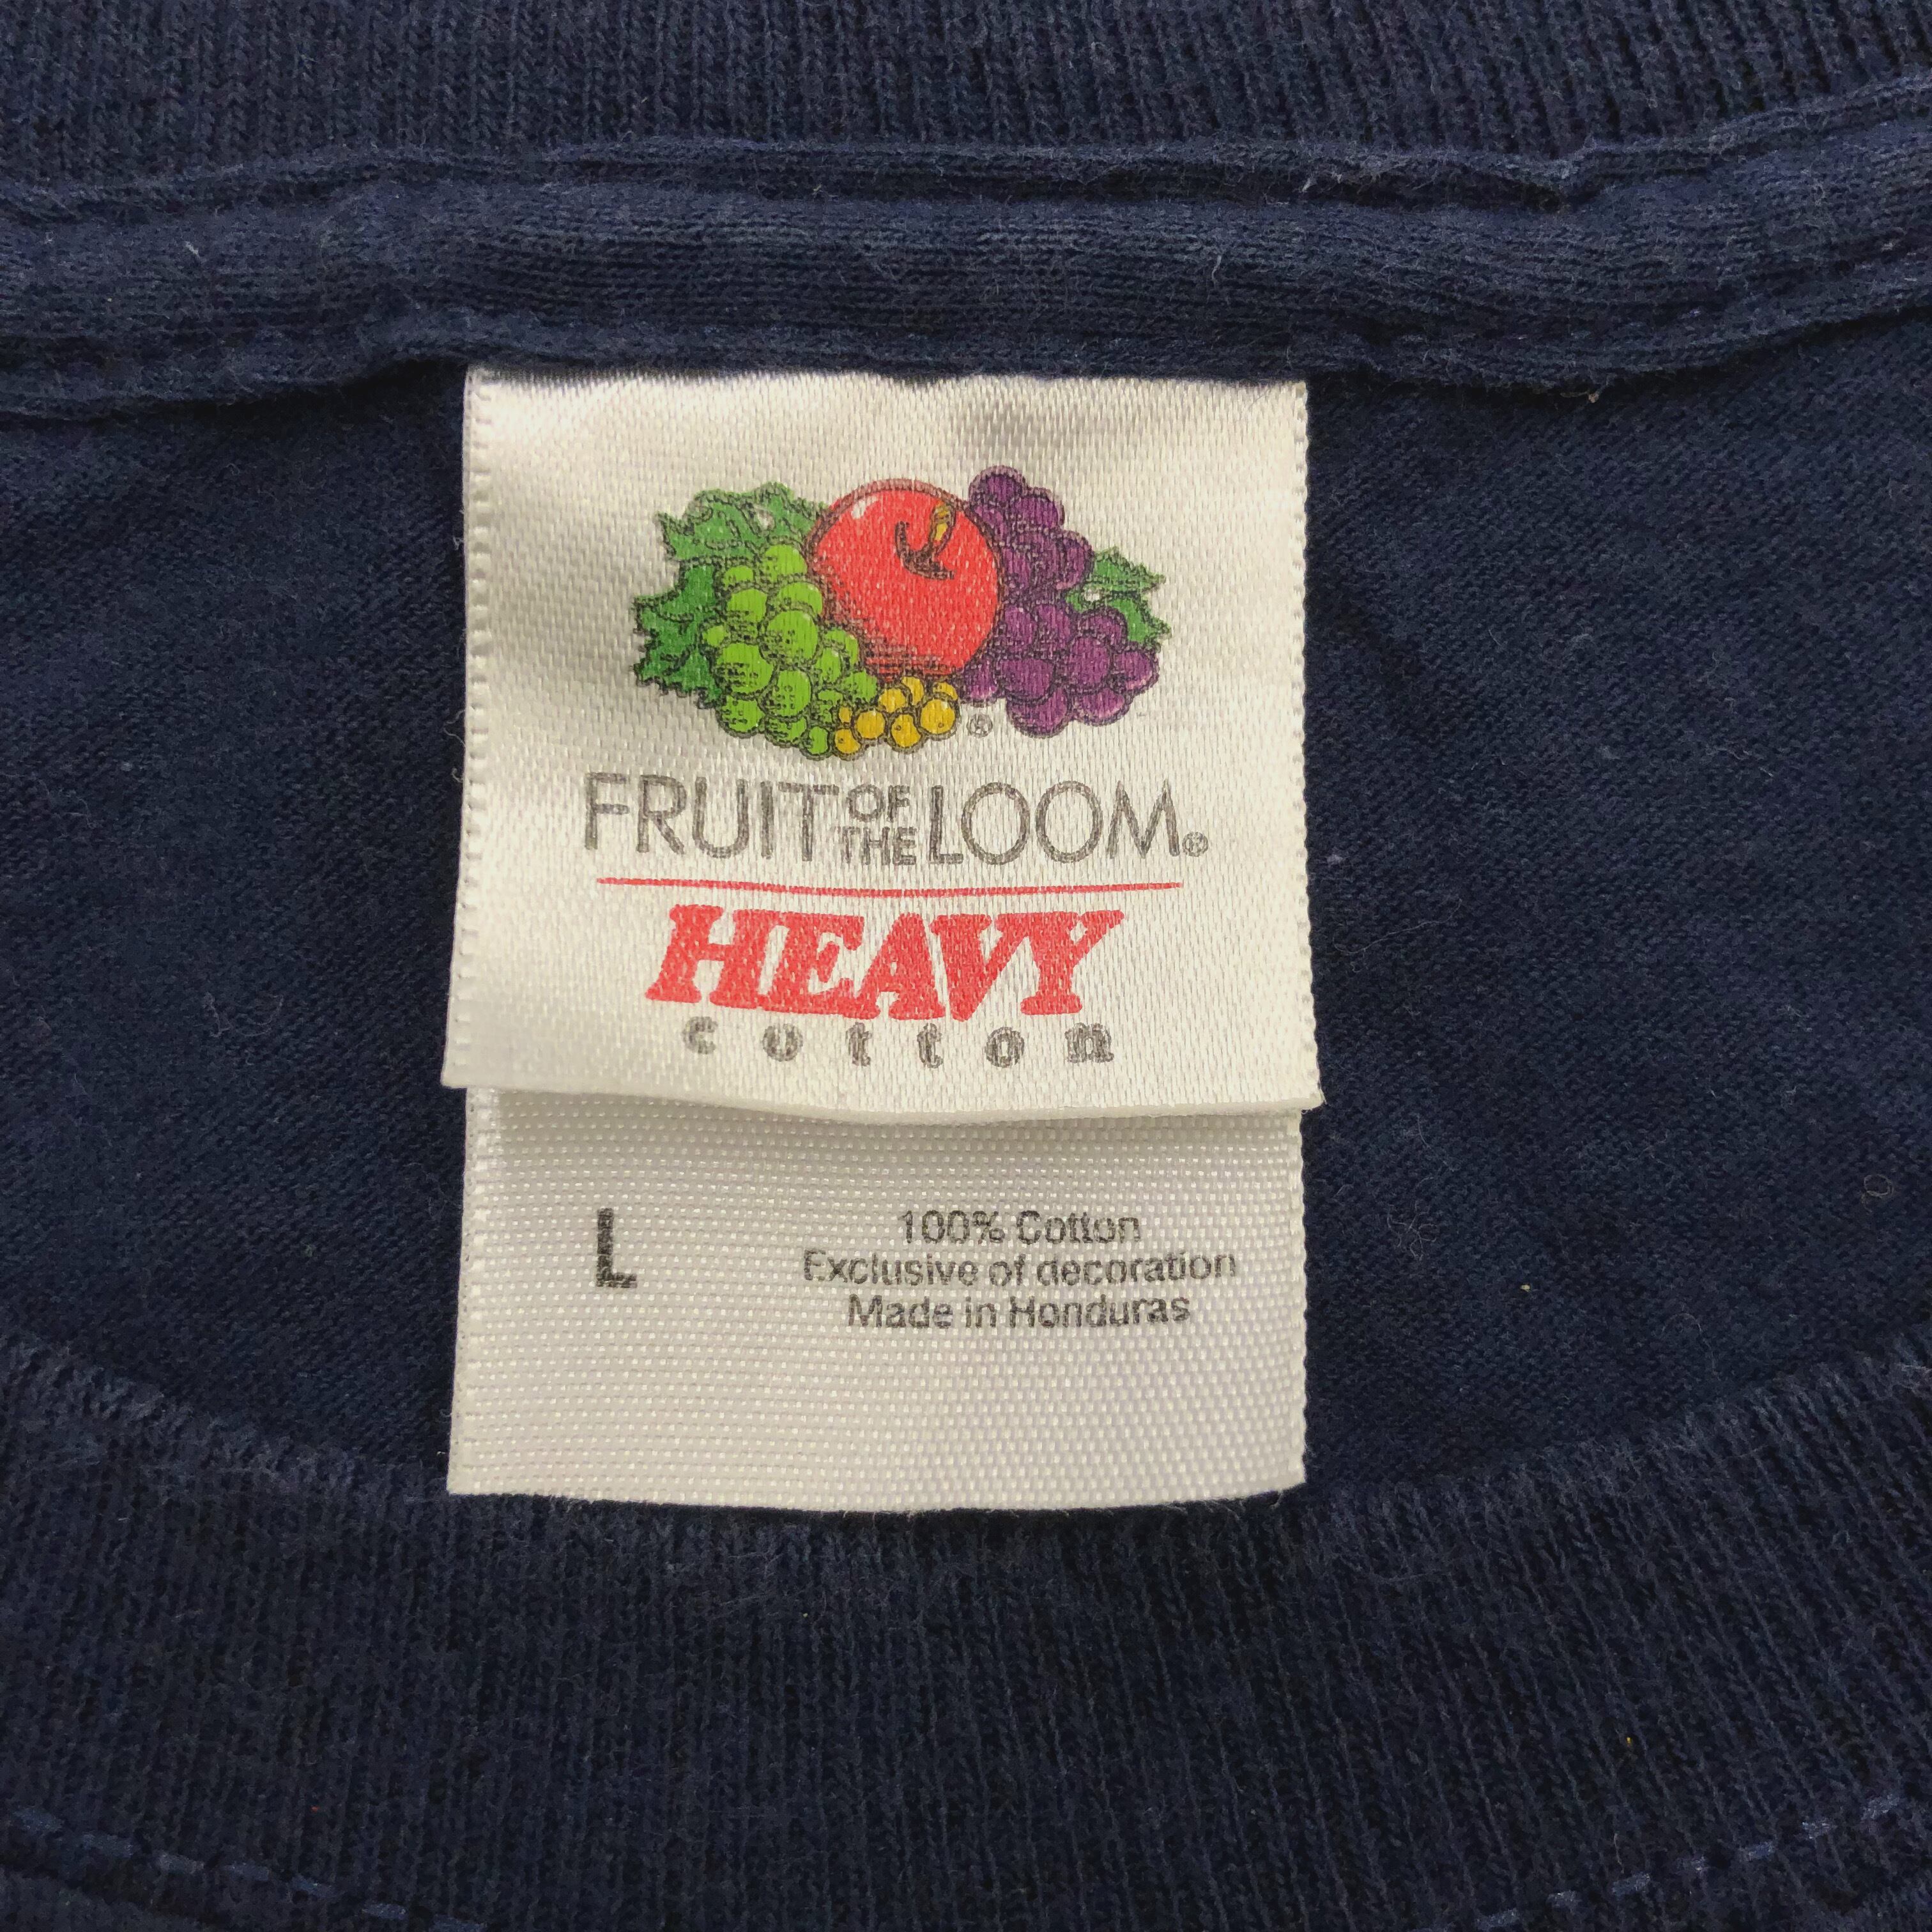 ®
FRUIT OF THE LOOM®
HEAVY
cotton
L
100% Cotton
Exclusive of decoration
Made in Honduras